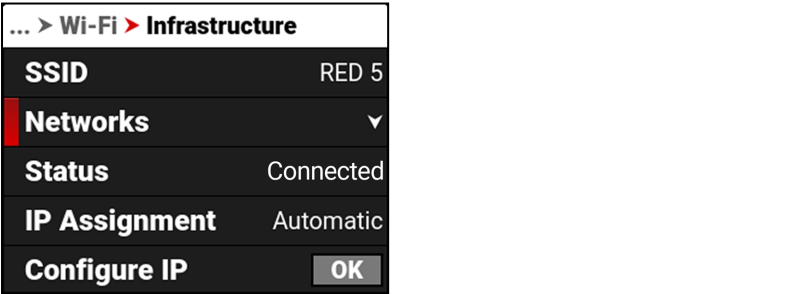 ... > Wi-Fi > Infrastructure
SSID RED 5
Networks
Status Connected
IP Assignment Automatic
Configure IP OK